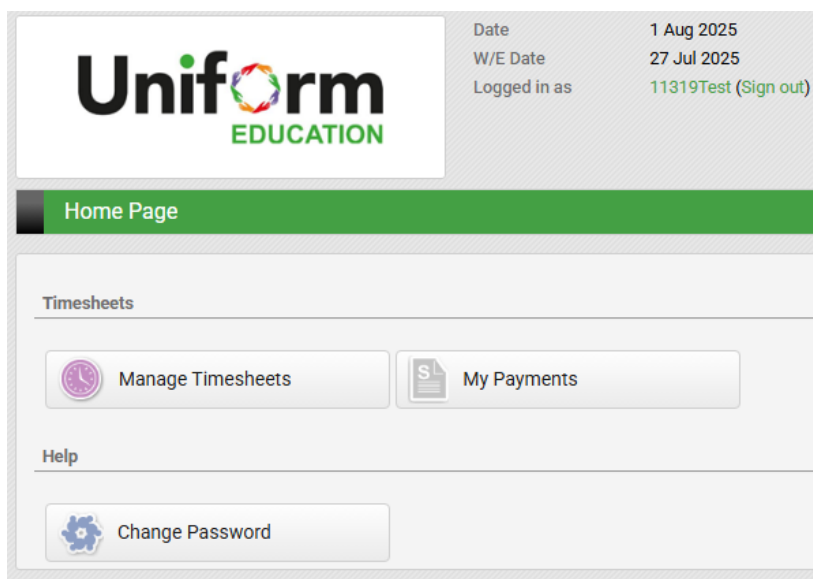 Uniform
EDUCATION
Date 1 Aug 2025
W/E Date 27 Jul 2025
Logged in as 11319Test (Sign out)
Home Page
Timesheets
Manage Timesheets
S
My Payments
Help
Change Password